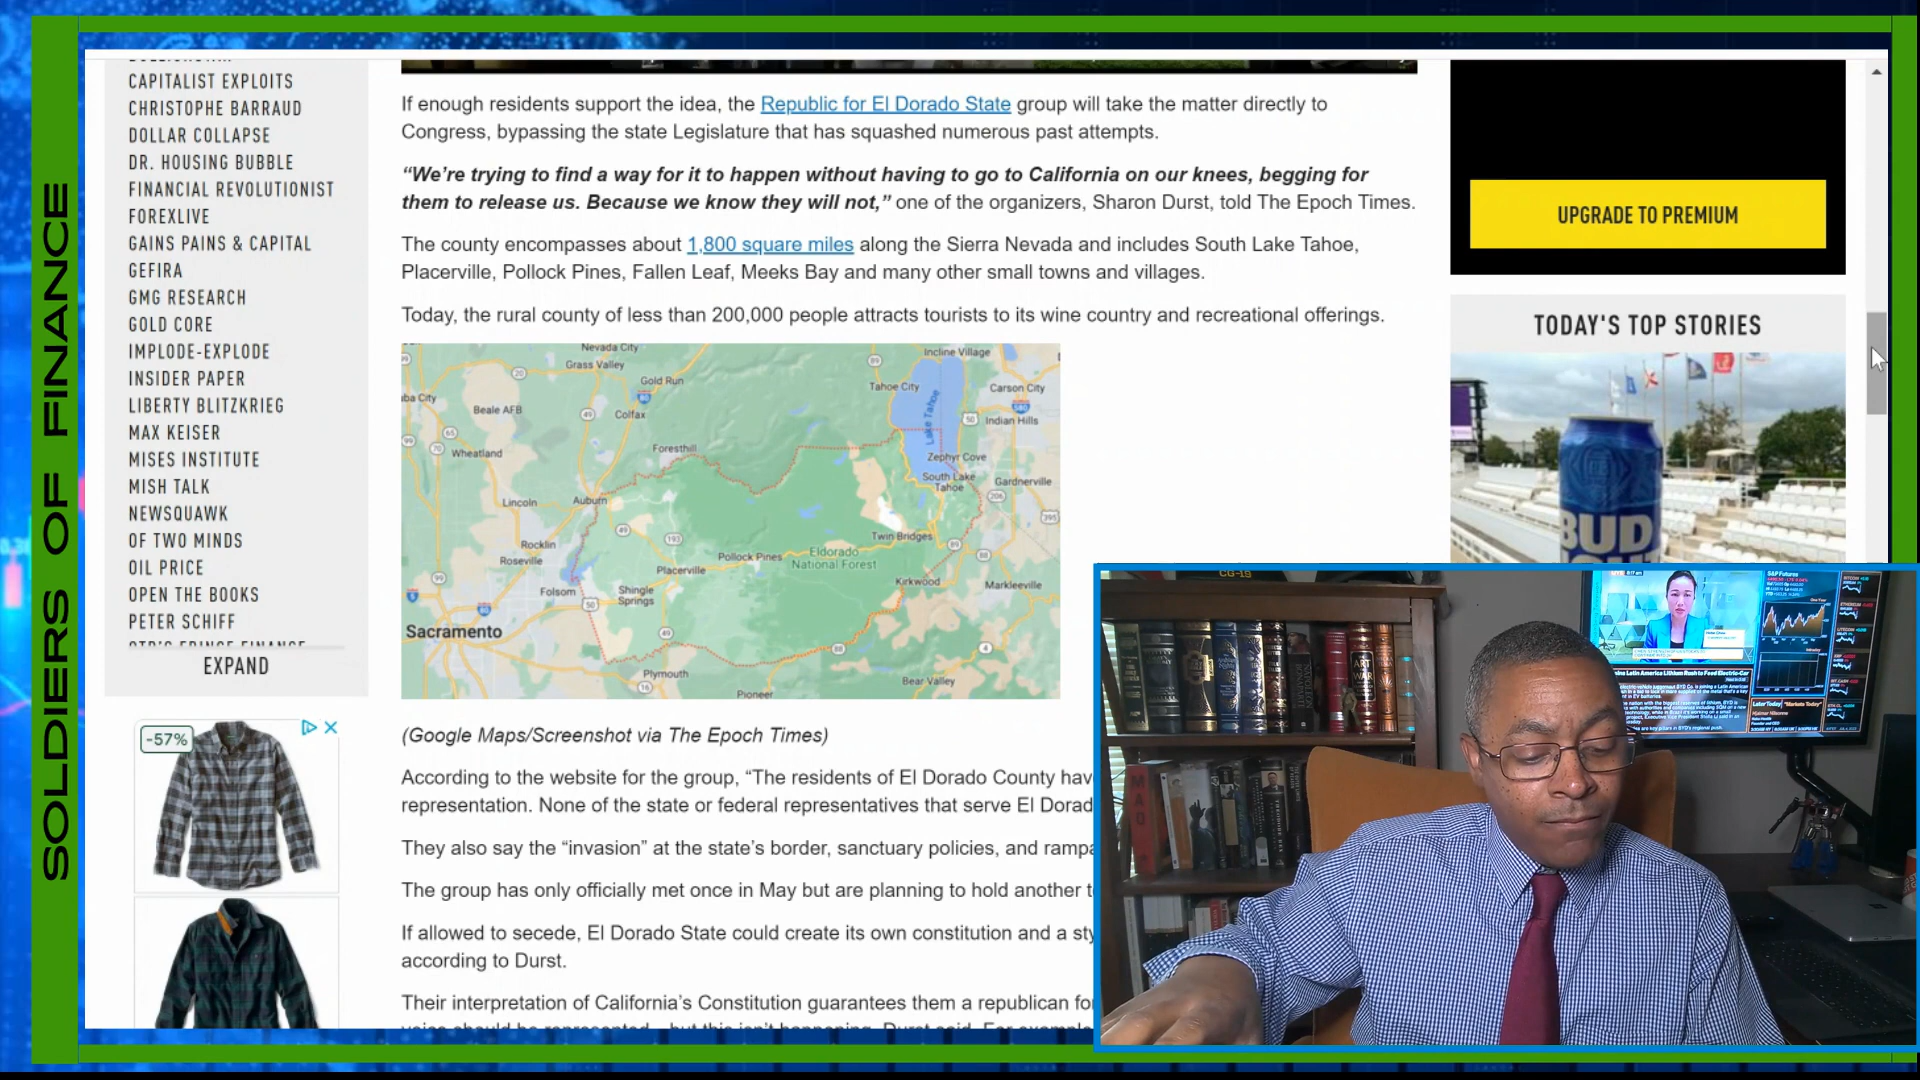 SOLDIERS OF FINANCE
CAPITALIST EXPLOITS
CHRISTOPHE BARRAUD
DOLLAR COLLAPSE
DR. HOUSING BUBBLE
FINANCIAL REVOLUTIONIST
FOREXLIVE
GAINS PAINS & CAPITAL
GEFIRA
GMG RESEARCH
GOLD CORE
IMPLODE-EXPLODE
INSIDER PAPER
LIBERTY BLITZKRIEG
MAX KEISER
MISES INSTITUTE
MISH TALK
NEWSQUAWK
OF TWO MINDS
OIL PRICE
OPEN THE BOOKS
PETER SCHIFF
EXPAND
-57%
If enough residents support the idea, the Republic for El Dorado State group will take the matter directly to
Congress, bypassing the state Legislature that has squashed numerous past attempts.
“We’re trying to find a way for it to happen without having to go to California on our knees, begging for
them to release us. Because we know they will not,” one of the organizers, Sharon Durst, told The Epoch Times.
The county encompasses about 1,800 square miles along the Sierra Nevada and includes South Lake Tahoe,
Placerville, Pollock Pines, Fallen Leaf, Meeks Bay and many other small towns and villages.
Today, the rural county of less than 200,000 people attracts tourists to its wine country and recreational offerings.
Nevada City
Grass Valley
Incline Village
Gold Run
Tahoe City
Carson City
Beale AFB
Colfax
Lake Tahoe
Indian Hills
Foresthill
Wheatland
Zephyr Cove
South Lake
Tahoe
Gardnerville
Lincoln
Auburn
Rocklin
Twin Bridges
Roseville
Pollock Pines
Eldorado
National Forest
Placerville
Kirkwood
Markleeville
Folsom
Shingle
Springs
Sacramento
Plymouth
Bear Valley
Pioneer
(Google Maps/Screenshot via The Epoch Times)
According to the website for the group, “The residents of El Dorado County hav
representation. None of the state or federal representatives that serve El Dorad
They also say the “invasion” at the state’s border, sanctuary policies, and rampa
The group has only officially met once in May but are planning to hold another t
If allowed to secede, El Dorado State could create its own constitution and a st
according to Durst.
Their interpretation of California’s Constitution guarantees them a republican fo
UPGRADE TO PREMIUM
TODAY'S TOP STORIES
BUD
CG-19
S&P Futures
ART
WAR
MAO
Later Today "Markets Today"